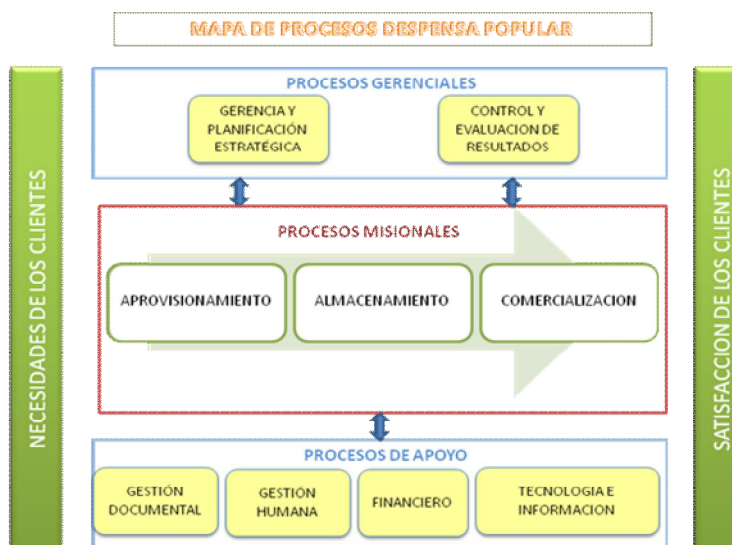 MAPA DE PROCESOS DESPENSA POPULAR
NECESIDADES DE LOS CLIENTES
PROCESOS GERENCIALES
GERENCIA Y
PLANIFICACIÓN
ESTRATÉGICA
CONTROL Y
EVALUACION DE
RESULTADOS
PROCESOS MISIONALES
APROVISIONAMIENTO
ALMACENAMIENTO
COMERCIALIZACION
PROCESOS DE APOYO
GESTIÓN
DOCUMENTAL
GESTIÓN
HUMANA
FINANCIERO
TECNOLOGIA E
INFORMACION
SATISFACCION DE LOS CLIENTES